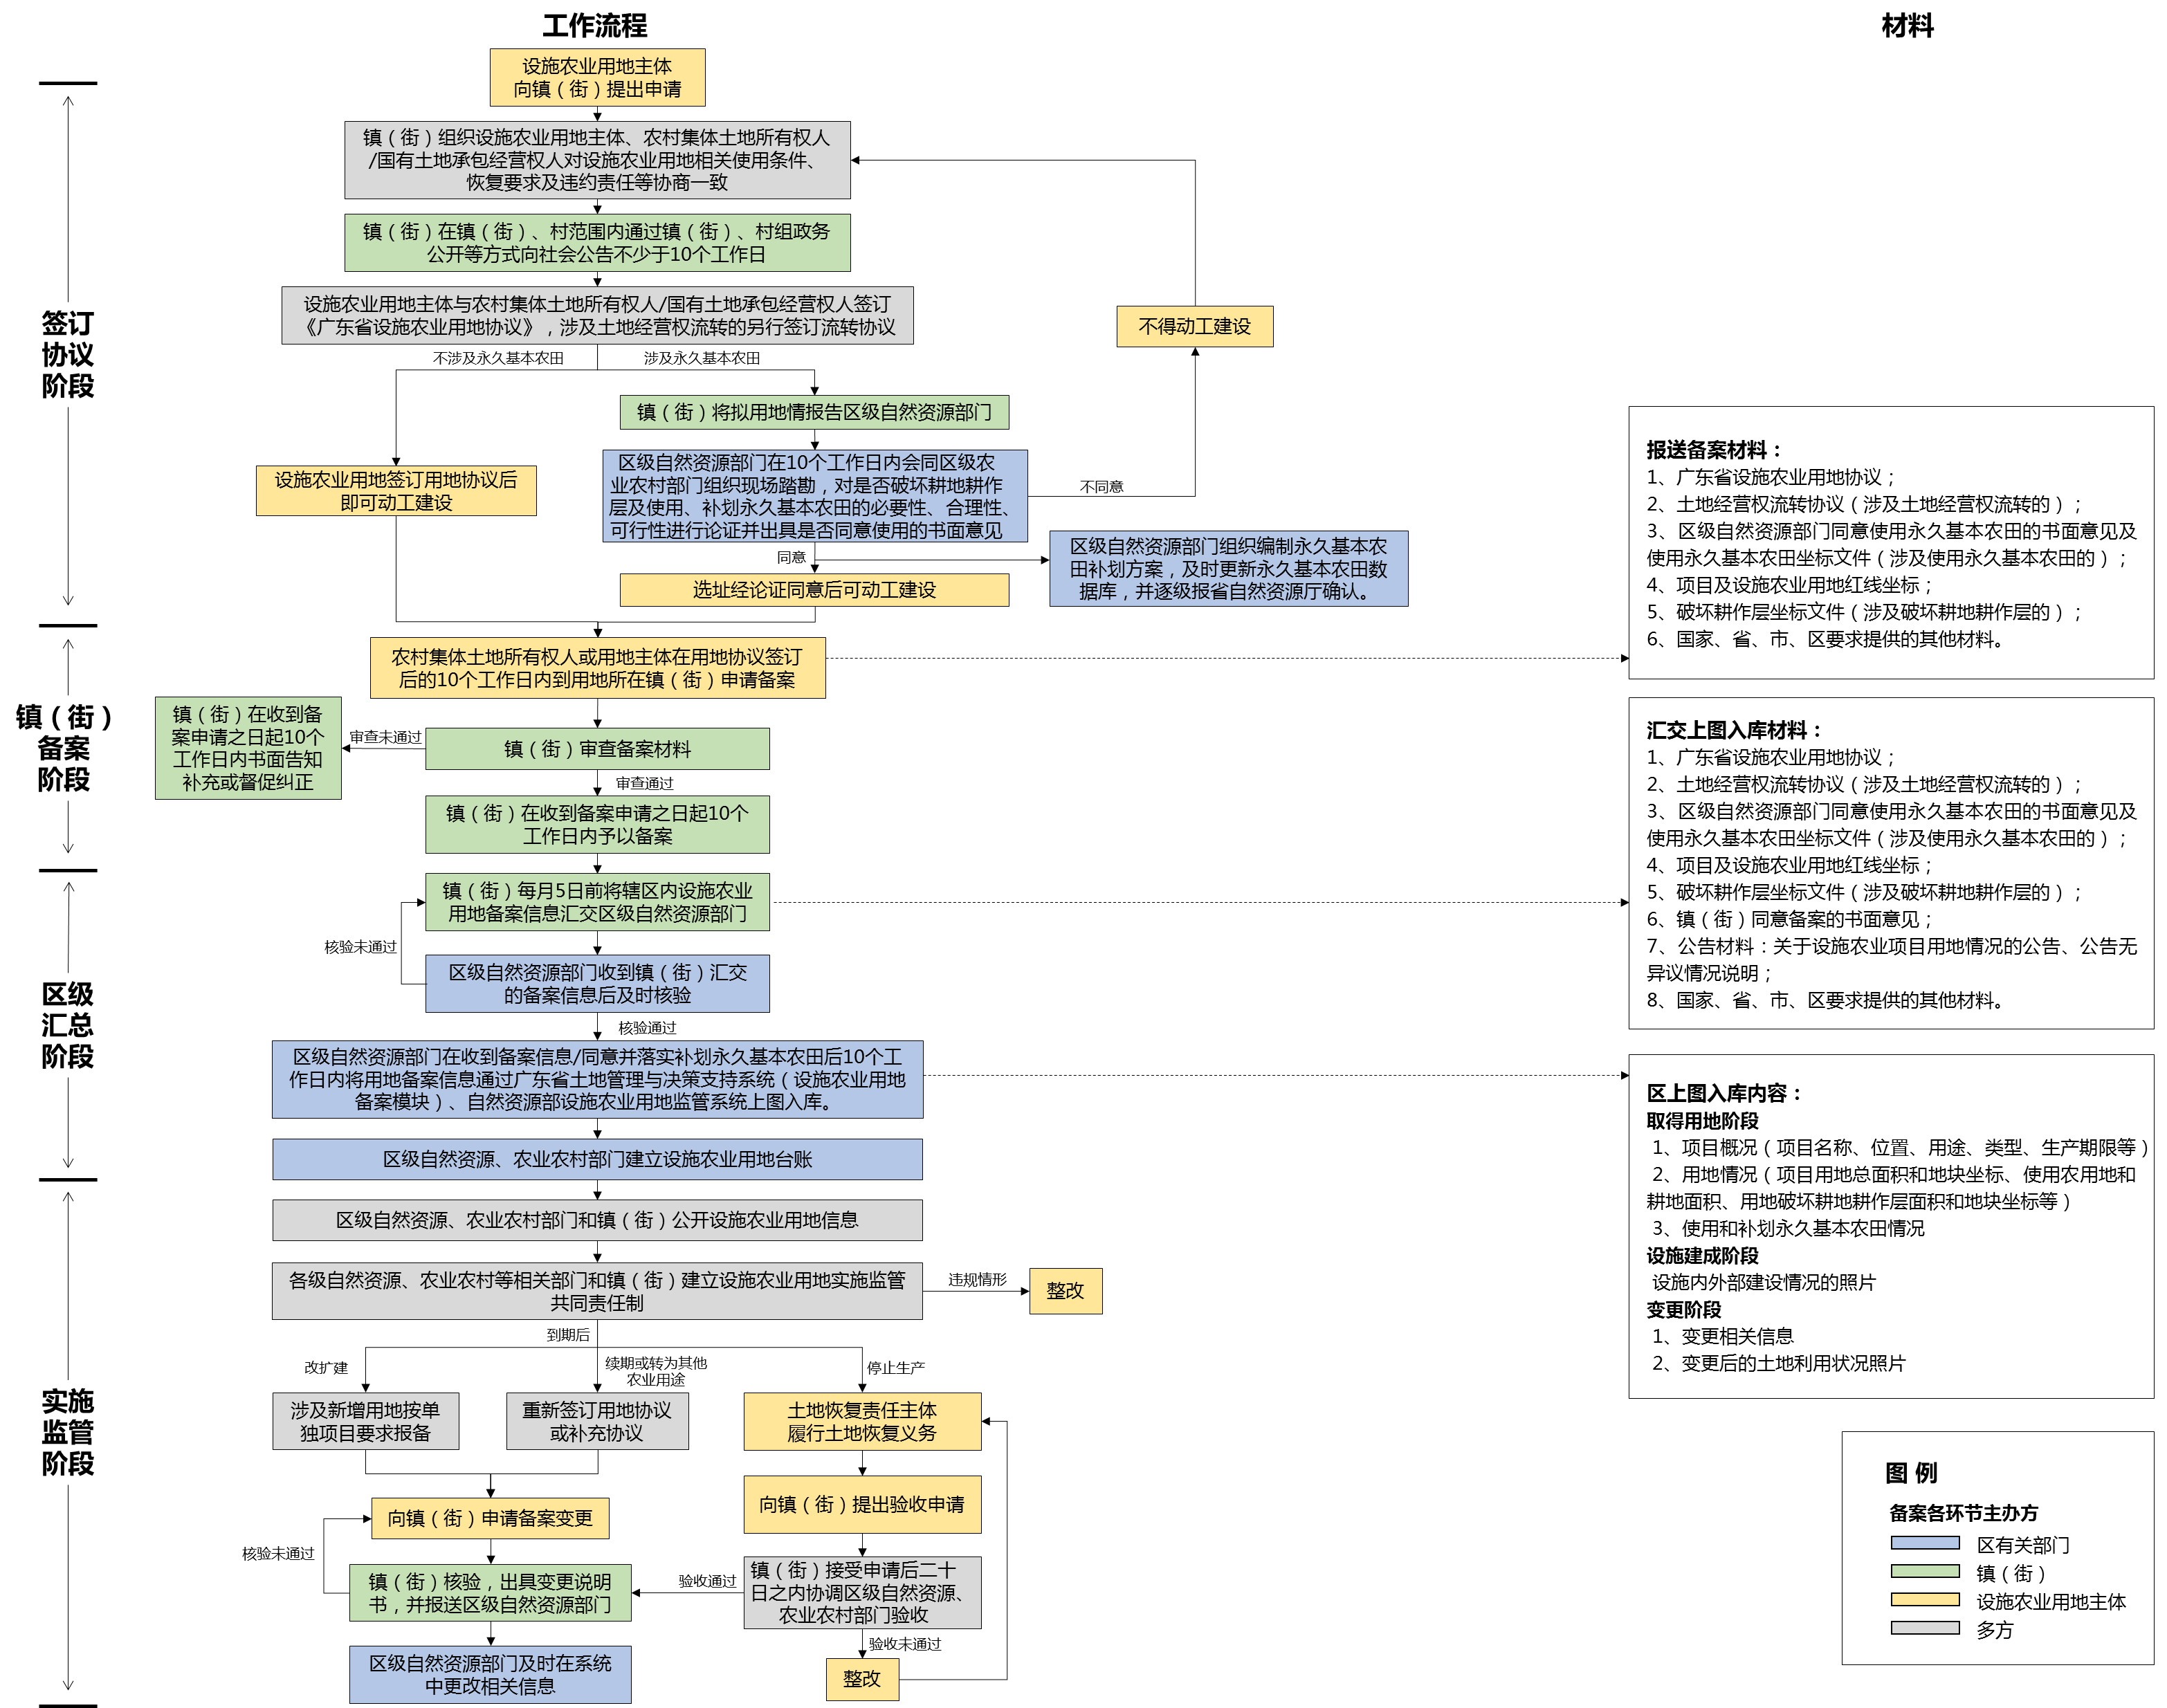 工作流程
材料
设施农业用地主体
向镇（街）提出申请
镇（街）组织设施农业用地主体、农村集体土地所有权人
/国有土地承包经营权人对设施农业用地相关使用条件、
恢复要求及违约责任等协商一致
镇（街）在镇（街）、村范围内通过镇（街）、村组政务
公开等方式向社会公告不少于10个工作日
设施农业用地主体与农村集体土地所有权人/国有土地承包经营权人签订
《广东省设施农业用地协议》，涉及土地经营权流转的另行签订流转协议
不得动工建设
签订
协议
阶段
不涉及永久基本农田
涉及永久基本农田
镇（街）将拟用地情报告区级自然资源部门
设施农业用地签订用地协议后
即可动工建设
区级自然资源部门在10个工作日内会同区级农
业农村部门组织现场踏勘，对是否破坏耕地耕作
层及使用、补划永久基本农田的必要性、合理性、
可行性进行论证并出具是否同意使用的书面意见
不同意
同意
区级自然资源部门组织编制永久基本农
田补划方案，及时更新永久基本农田数
据库，并逐级报省自然资源厅确认。
选址经论证同意后可动工建设
报送备案材料：
1、广东省设施农业用地协议；
2、土地经营权流转协议（涉及土地经营权流转的）；
3、区级自然资源部门同意使用永久基本农田的书面意见及
使用永久基本农田坐标文件（涉及使用永久基本农田的）；
4、项目及设施农业用地红线坐标；
5、破坏耕作层坐标文件（涉及破坏耕地耕作层的）；
6、国家、省、市、区要求提供的其他材料。
农村集体土地所有权人或用地主体在用地协议签订
后的10个工作日内到用地所在镇（街）申请备案
镇（街）
备案
阶段
镇（街）在收到备
案申请之日起10个
工作日内书面告知
补充或督促纠正
审查未通过
镇（街）审查备案材料
审查通过
镇（街）在收到备案申请之日起10个
工作日内予以备案
汇交上图入库材料：
1、广东省设施农业用地协议；
2、土地经营权流转协议（涉及土地经营权流转的）；
3、区级自然资源部门同意使用永久基本农田的书面意见及
使用永久基本农田坐标文件（涉及使用永久基本农田的）；
4、项目及设施农业用地红线坐标；
5、破坏耕作层坐标文件（涉及破坏耕地耕作层的）；
6、镇（街）同意备案的书面意见；
7、公告材料：关于设施农业项目用地情况的公告、公告无
异议情况说明；
8、国家、省、市、区要求提供的其他材料。
镇（街）每月5日前将辖区内设施农业
用地备案信息汇交区级自然资源部门
核验未通过
区级自然资源部门收到镇（街）汇交
的备案信息后及时核验
区级
汇总
阶段
核验通过
区级自然资源部门在收到备案信息/同意并落实补划永久基本农田后10个工
作日内将用地备案信息通过广东省土地管理与决策支持系统（设施农业用地
备案模块）、自然资源部设施农业用地监管系统上图入库。
区级自然资源、农业农村部门建立设施农业用地台账
区上图入库内容：
取得用地阶段
1、项目概况（项目名称、位置、用途、类型、生产期限等）
2、用地情况（项目用地总面积和地块坐标、使用农用地和
耕地面积、用地破坏耕地耕作层面积和地块坐标等）
3、使用和补划永久基本农田情况
设施建成阶段
设施内外部建设情况的照片
变更阶段
1、变更相关信息
2、变更后的土地利用状况照片
区级自然资源、农业农村部门和镇（街）公开设施农业用地信息
各级自然资源、农业农村等相关部门和镇（街）建立设施农业用地实施监管
共同责任制
违规情形
整改
到期后
改扩建
续期或转为其他
农业用途
停止生产
实施
监管
阶段
涉及新增用地按单
独项目要求报备
重新签订用地协议
或补充协议
土地恢复责任主体
履行土地恢复义务
向镇（街）申请备案变更
向镇（街）提出验收申请
核验未通过
镇（街）核验，出具变更说明
书，并报送区级自然资源部门
验收通过
镇（街）接受申请后二十
日之内协调区级自然资源、
农业农村部门验收
验收未通过
区级自然资源部门及时在系统
中更改相关信息
整改
图 例
备案各环节主办方
区有关部门
镇（街）
设施农业用地主体
多方